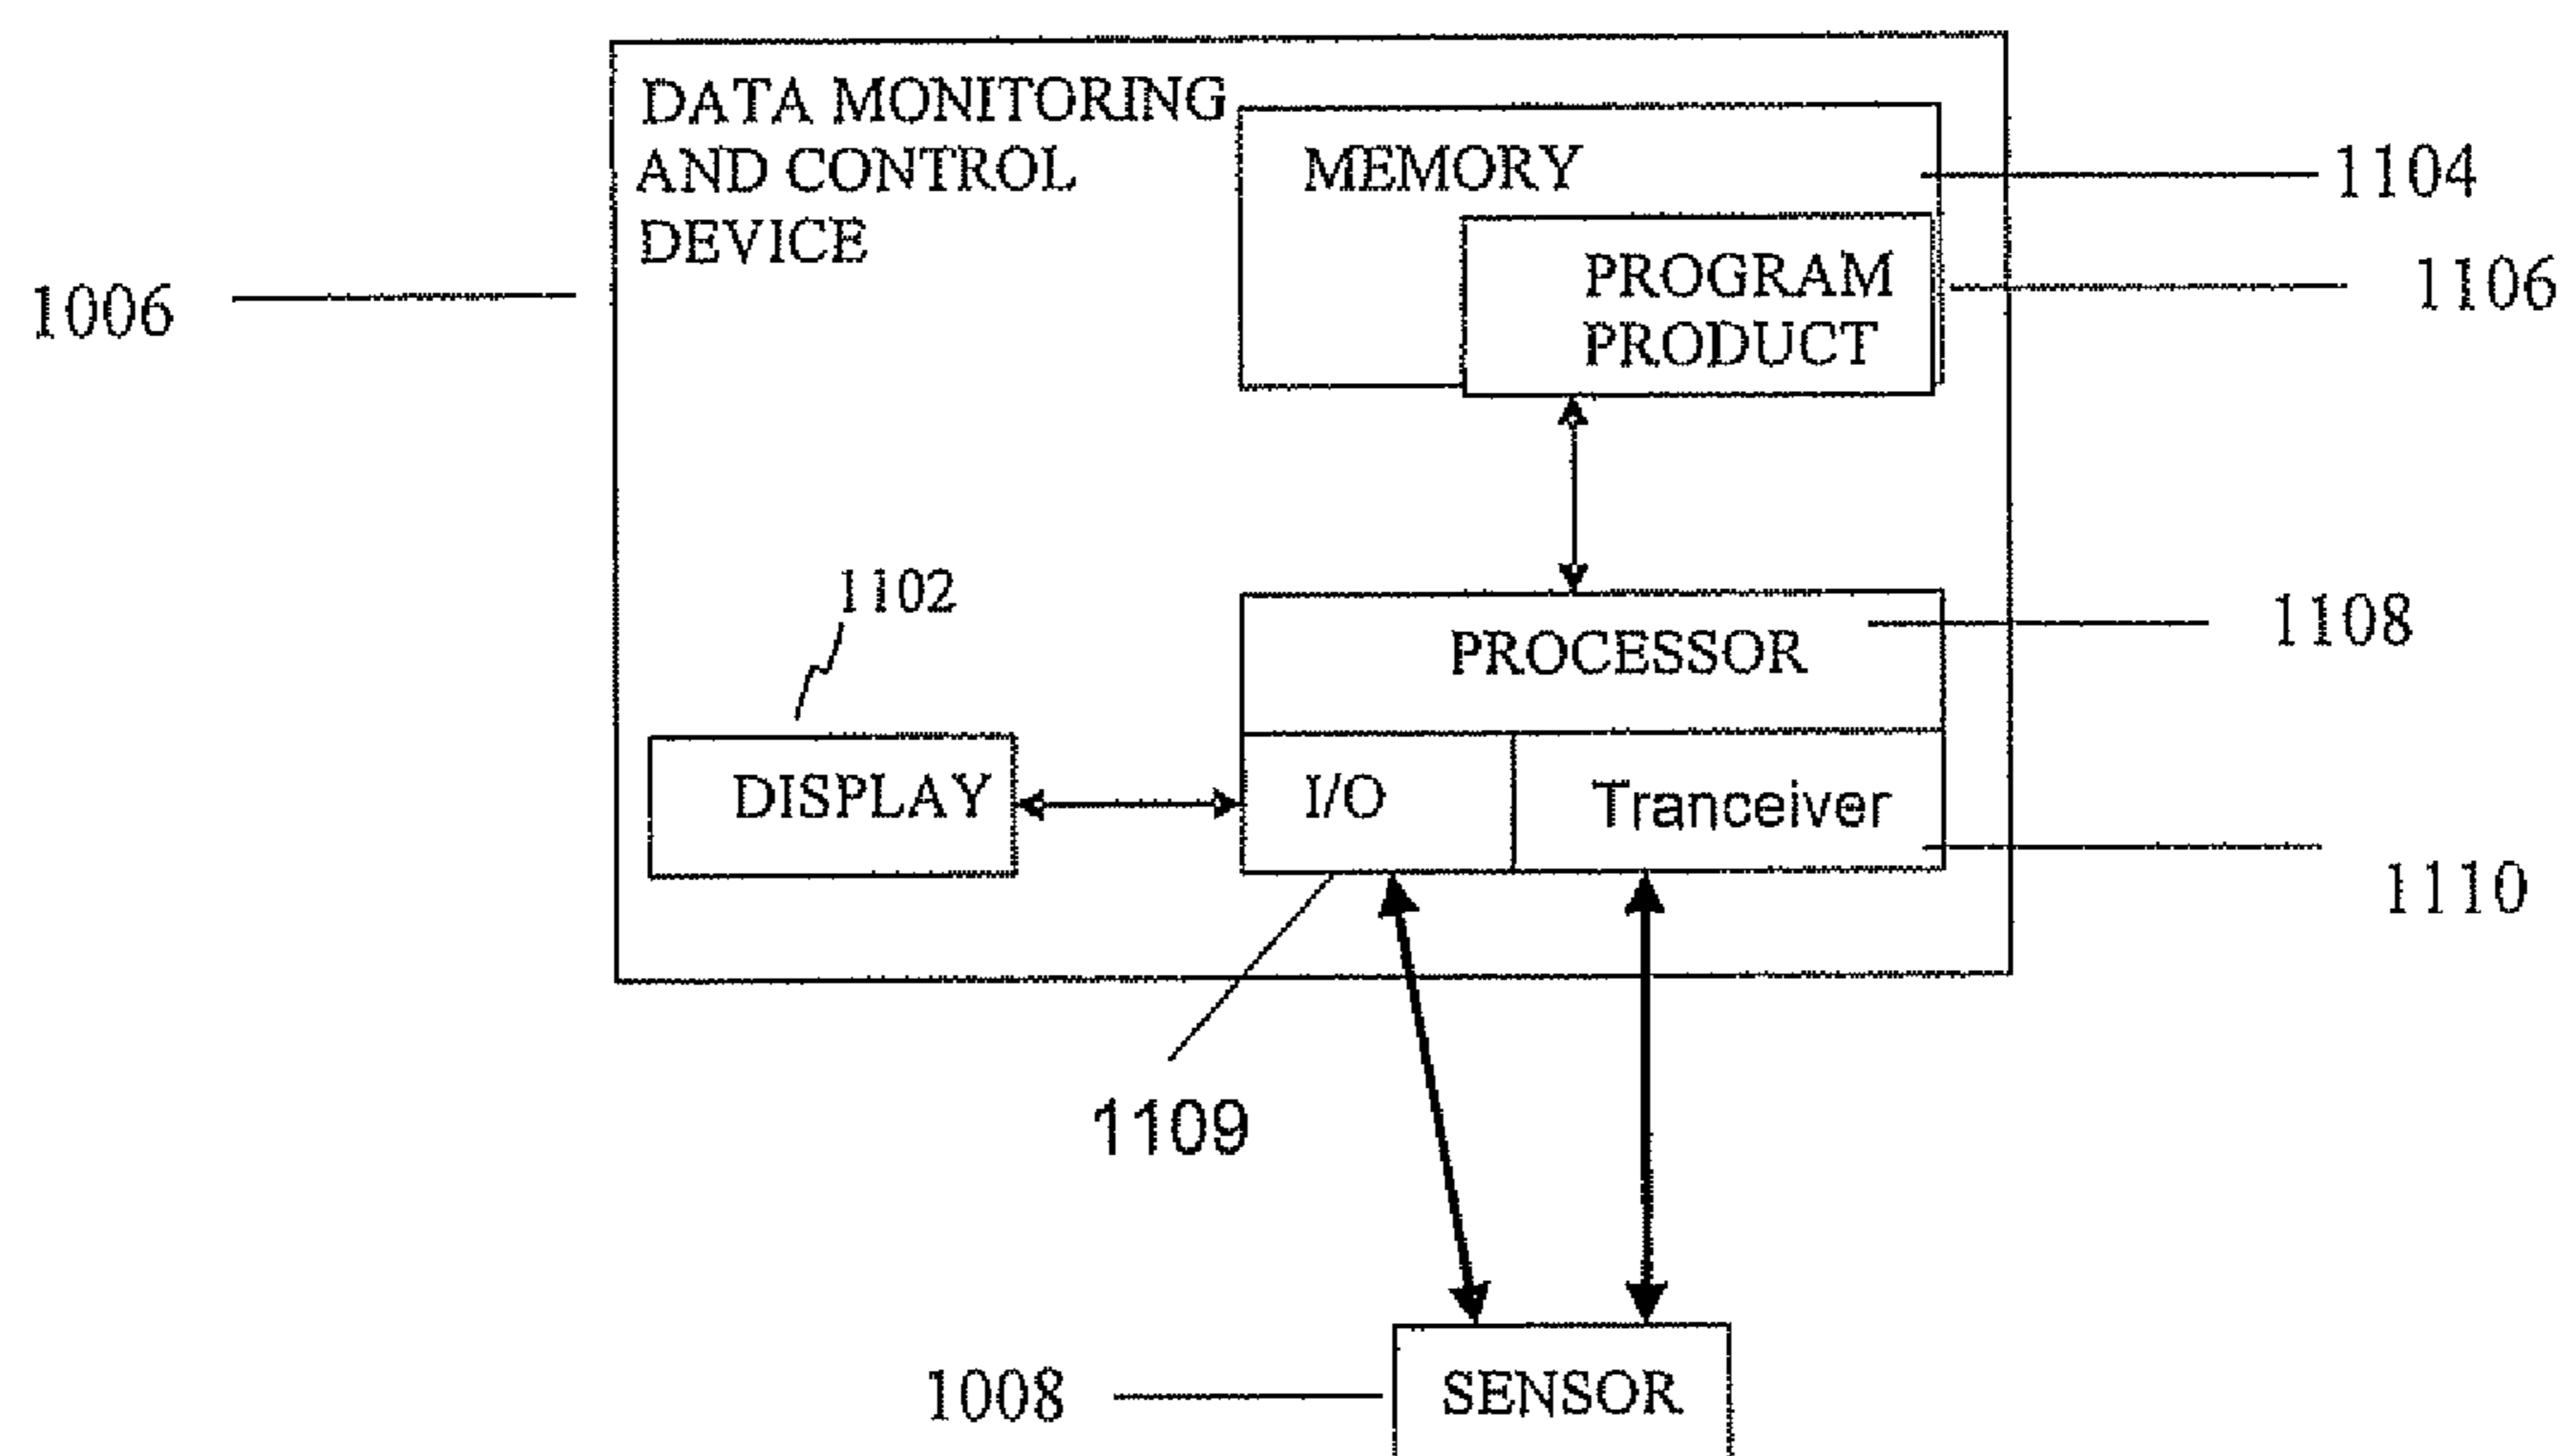 DATA MONITORING
AND CONTROL
DEVICE
MEMORY
1104
PROGRAM
PRODUCT
1106
1006
1102
PROCESSOR
1108
DISPLAY
I/O
Tranceiver
1110
1109
1008
SENSOR